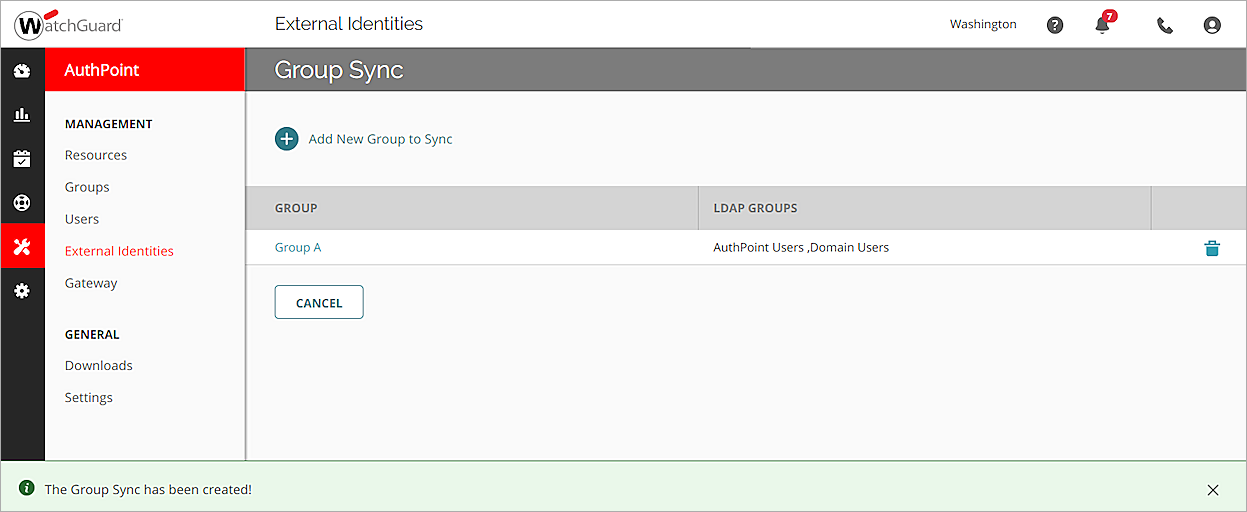 WatchGuard
External Identities
Washington
7
AuthPoint
Group Sync
MANAGEMENT
Resources
Groups
Users
External Identities
Gateway
GENERAL
Downloads
Settings
Add New Group to Sync
GROUP
LDAP GROUPS
Group A
AuthPoint Users ,Domain Users
CANCEL
The Group Sync has been created!